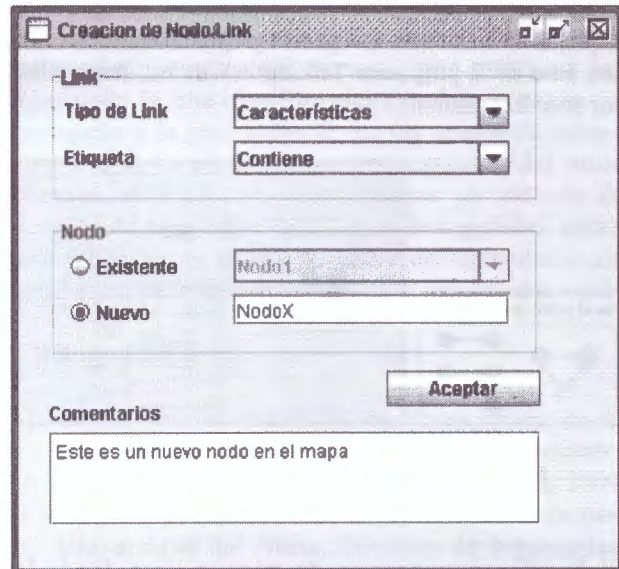 Creacion de Nodo/Link
Link
Tipo de Link Características
Etiqueta Contiene
Nodo
Existente Nodo1
Nuevo NodoX
Aceptar
Comentarios
Este es un nuevo nodo en el mapa